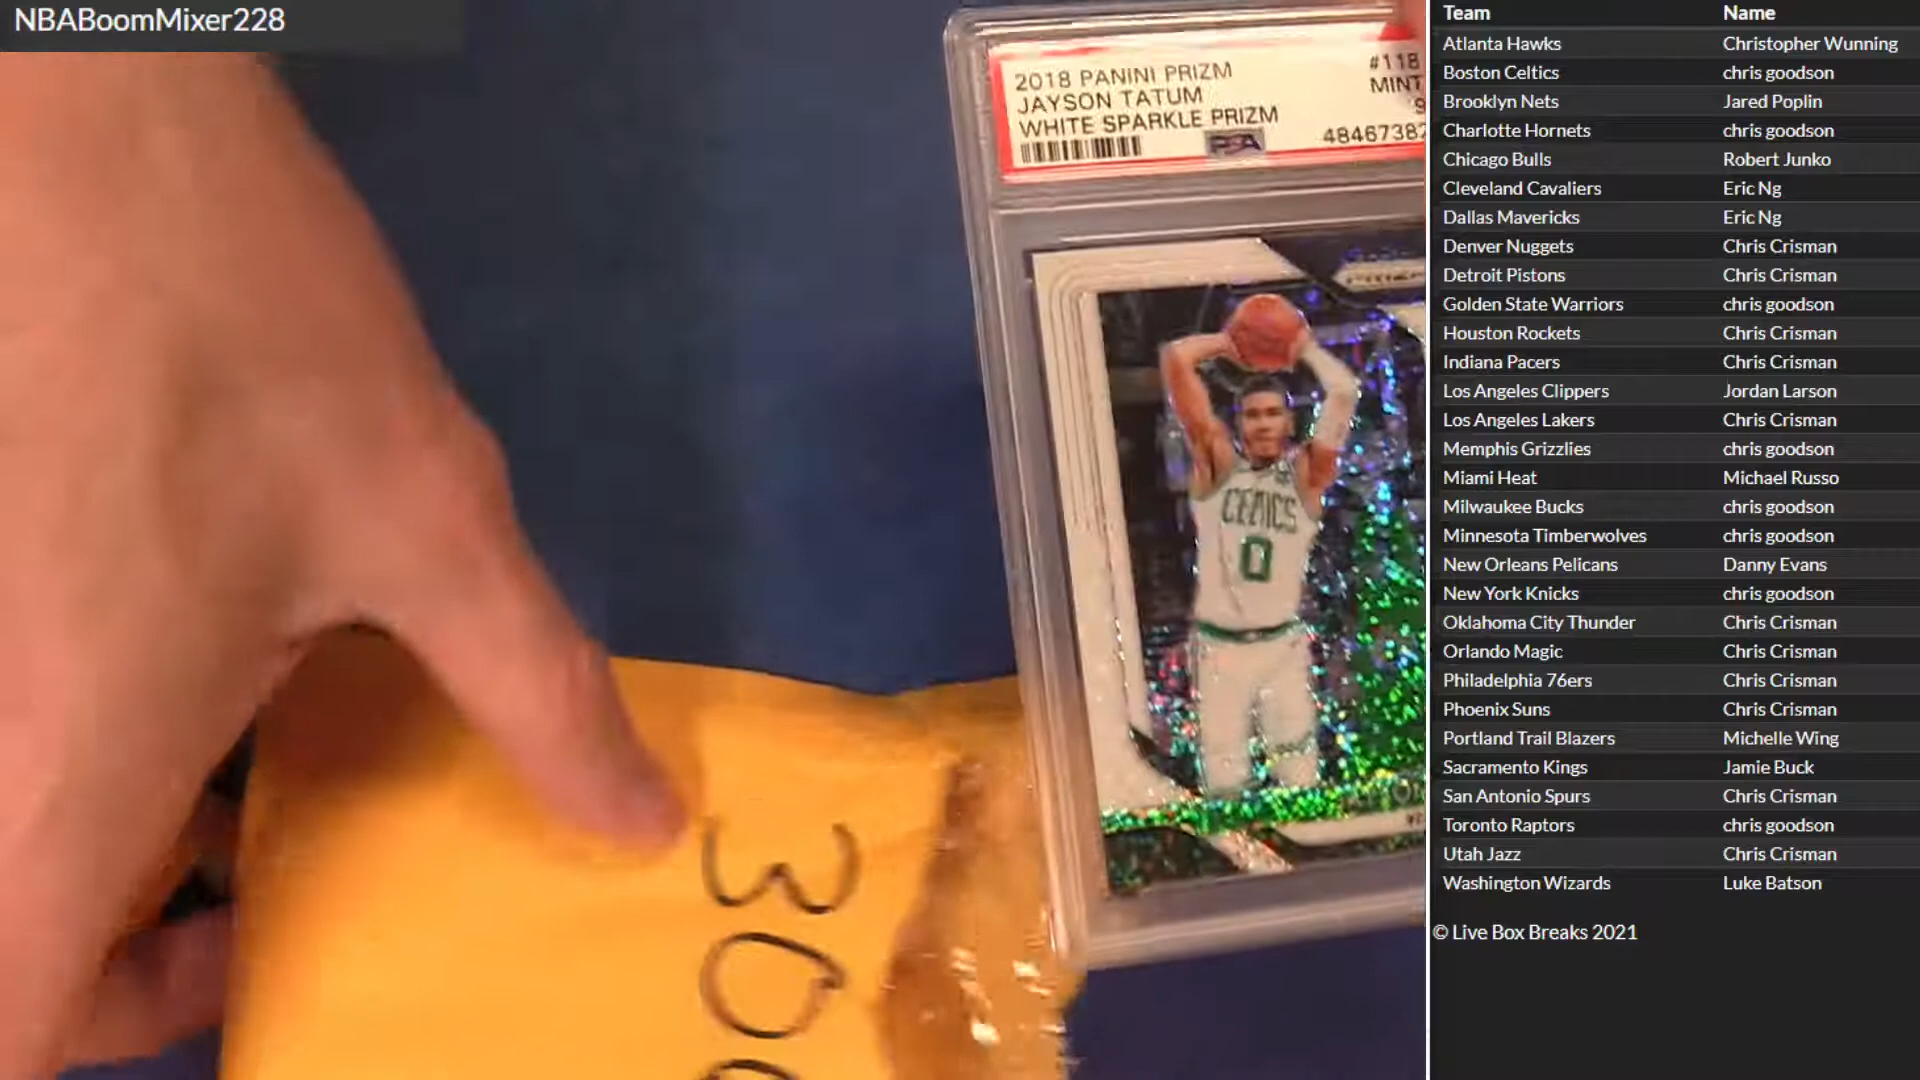 NBABoomMixer228
2018 PANINI PRIZM #118
JAYSON TATUM MINT
WHITE SPARKLE PRIZM 9
PSA 48467387
CELTICS
0
30
Team Name
Atlanta Hawks Christopher Wunning
Boston Celtics chris goodson
Brooklyn Nets Jared Poplin
Charlotte Hornets chris goodson
Chicago Bulls Robert Junko
Cleveland Cavaliers Eric Ng
Dallas Mavericks Eric Ng
Denver Nuggets Chris Crisman
Detroit Pistons Chris Crisman
Golden State Warriors chris goodson
Houston Rockets Chris Crisman
Indiana Pacers Chris Crisman
Los Angeles Clippers Jordan Larson
Los Angeles Lakers Chris Crisman
Memphis Grizzlies chris goodson
Miami Heat Michael Russo
Milwaukee Bucks chris goodson
Minnesota Timberwolves chris goodson
New Orleans Pelicans Danny Evans
New York Knicks chris goodson
Oklahoma City Thunder Chris Crisman
Orlando Magic Chris Crisman
Philadelphia 76ers Chris Crisman
Phoenix Suns Chris Crisman
Portland Trail Blazers Michelle Wing
Sacramento Kings Jamie Buck
San Antonio Spurs Chris Crisman
Toronto Raptors chris goodson
Utah Jazz Chris Crisman
Washington Wizards Luke Batson
© Live Box Breaks 2021